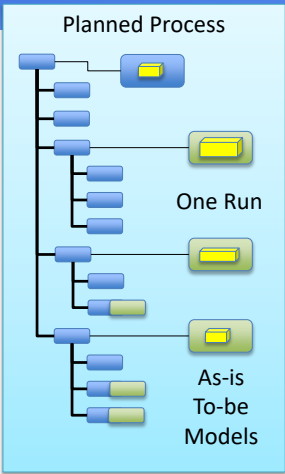 Planned Process
One Run
As-is
To-be
Models